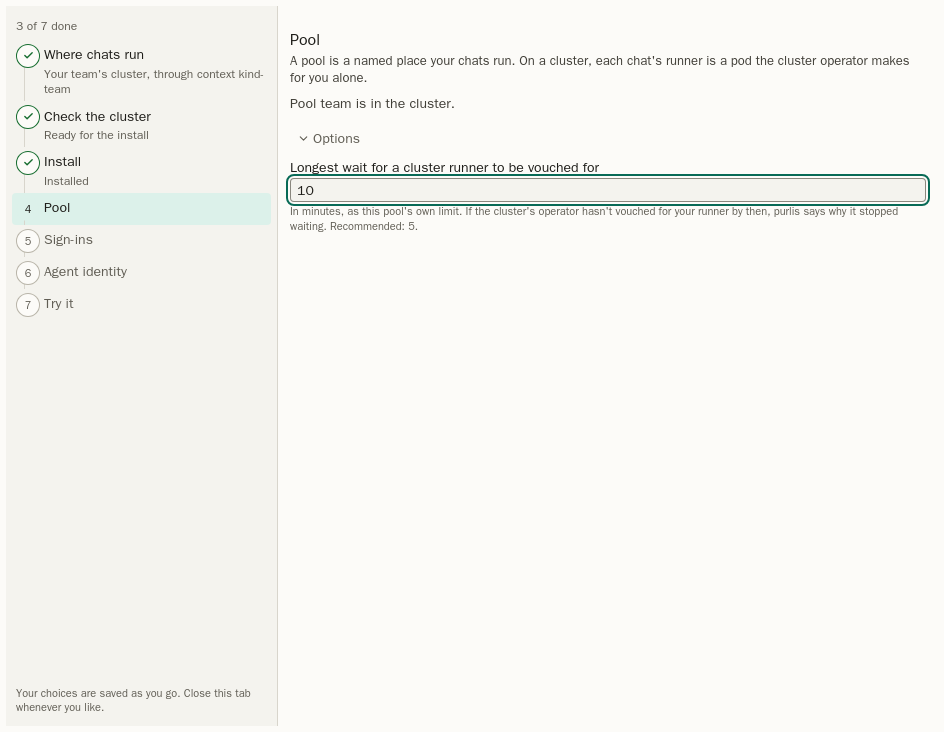 3 of 7 done
Where chats run
Your team's cluster, through context kind-
team
Check the cluster
Ready for the install
Install
Installed
4 Pool
5 Sign-ins
6 Agent identity
7 Try it
Your choices are saved as you go. Close this tab
whenever you like.
Pool
A pool is a named place your chats run. On a cluster, each chat's runner is a pod the cluster operator makes
for you alone.
Pool team is in the cluster.
Options
Longest wait for a cluster runner to be vouched for
10
In minutes, as this pool's own limit. If the cluster's operator hasn't vouched for your runner by then, purlis says why it stopped
waiting. Recommended: 5.